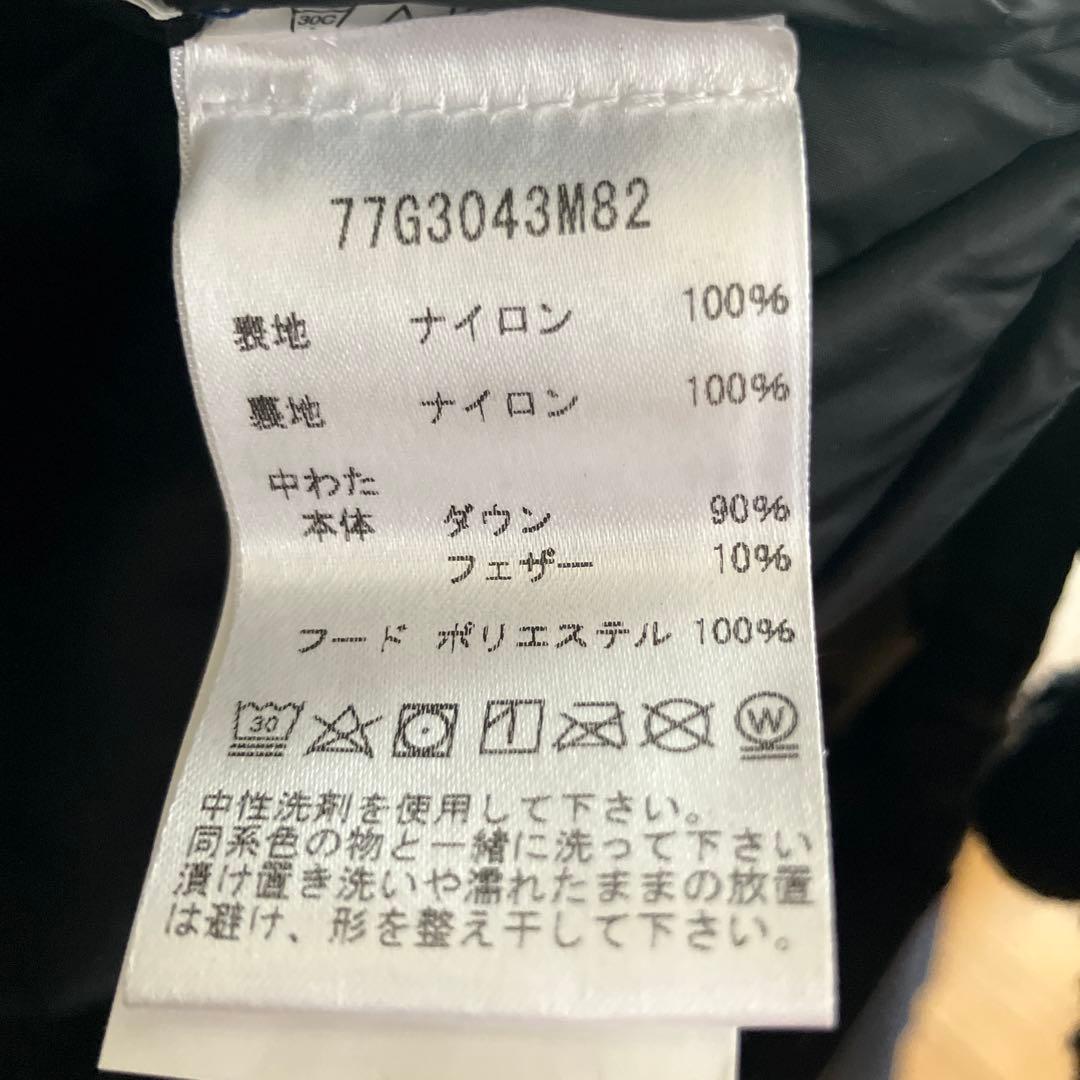 30C
77G3043M82
表地 ナイロン 100%
裏地 ナイロン 100%
中わた
本体 ダウン 90%
フェザー 10%
フード ポリエステル 100%
30 W
中性洗剤を使用して下さい。
同系色の物と一緒に洗って下さい
漬け置き洗いや濡れたままの放置
は避け、形を整え干して下さい。